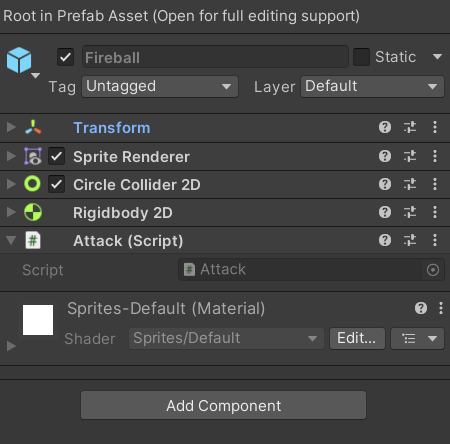 Root in Prefab Asset (Open for full editing support)
Fireball Static
Tag Untagged Layer Default
Transform
Sprite Renderer
Circle Collider 2D
Rigidbody 2D
Attack (Script)
Script Attack
Sprites-Default (Material)
Shader Sprites/Default Edit...
Add Component